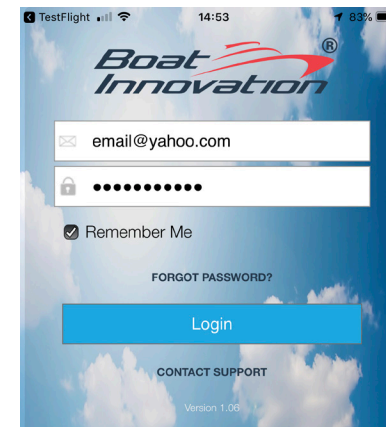 TestFlight 14:53 83%
Boat ®
Innovation
email@yahoo.com
●●●●●●●●●●●
Remember Me
FORGOT PASSWORD?
Login
CONTACT SUPPORT
Version 1.06